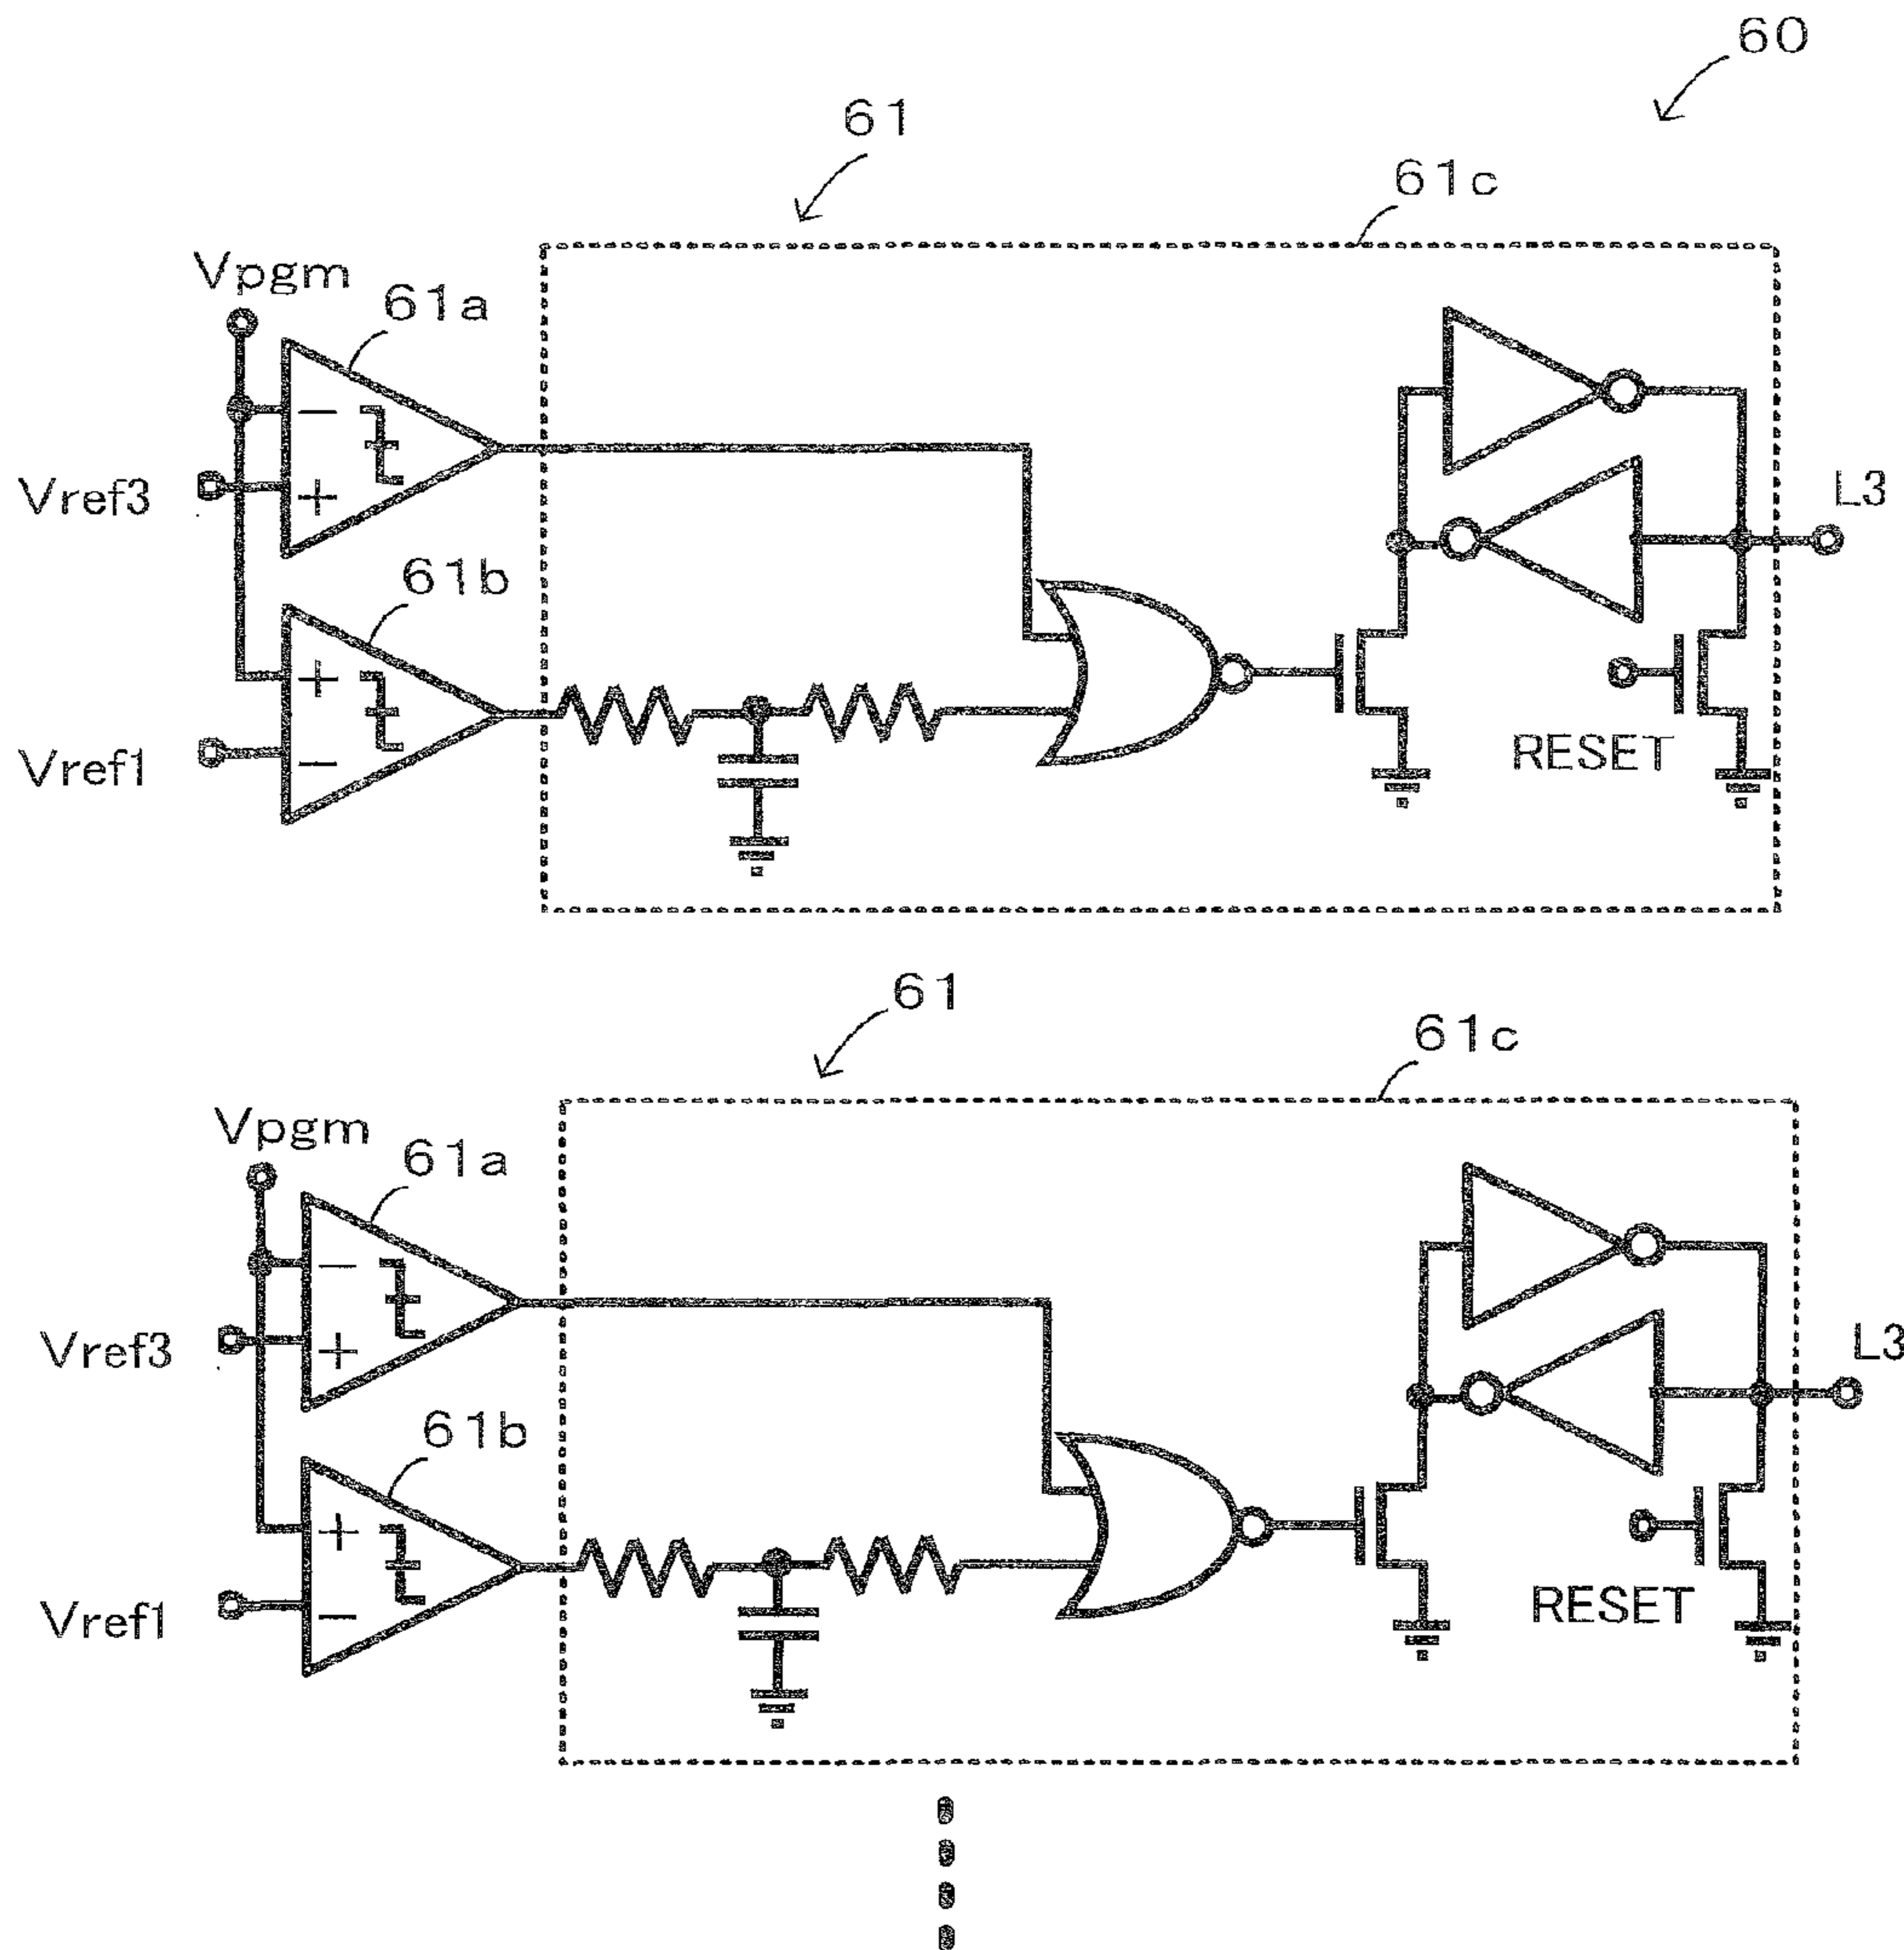 60
61
61c
Vpgm
61a
Vref3
+
−
L3
61b
+
−
Vref1
RESET
61
61c
Vpgm
61a
−
+
Vref3
L3
61b
+
−
Vref1
RESET